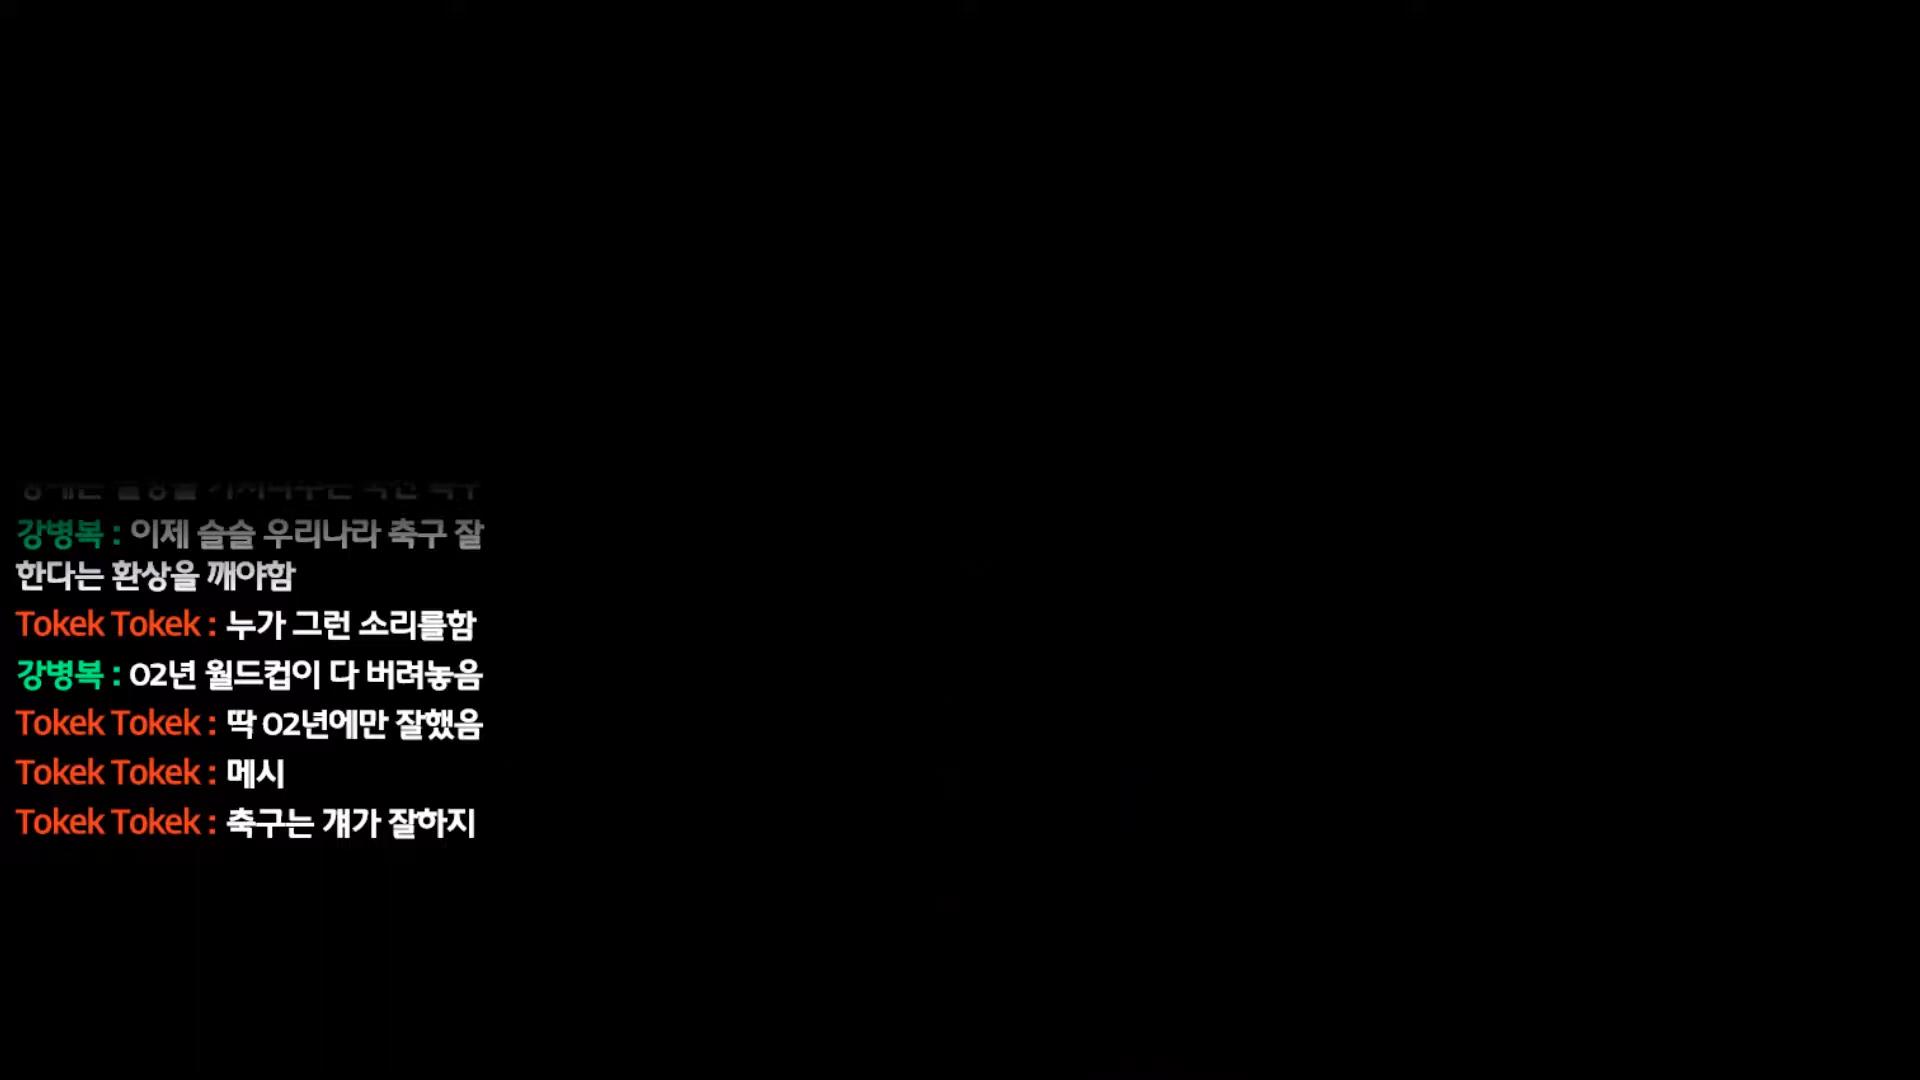 강병복 : 이제 슬슬 우리나라 축구 잘
한다는 환상을 깨야함
Tokek Tokek : 누가 그런 소리를함
강병복 : 02년 월드컵이 다 버려놓음
Tokek Tokek : 딱 02년에만 잘했음
Tokek Tokek : 메시
Tokek Tokek : 축구는 걔가 잘하지